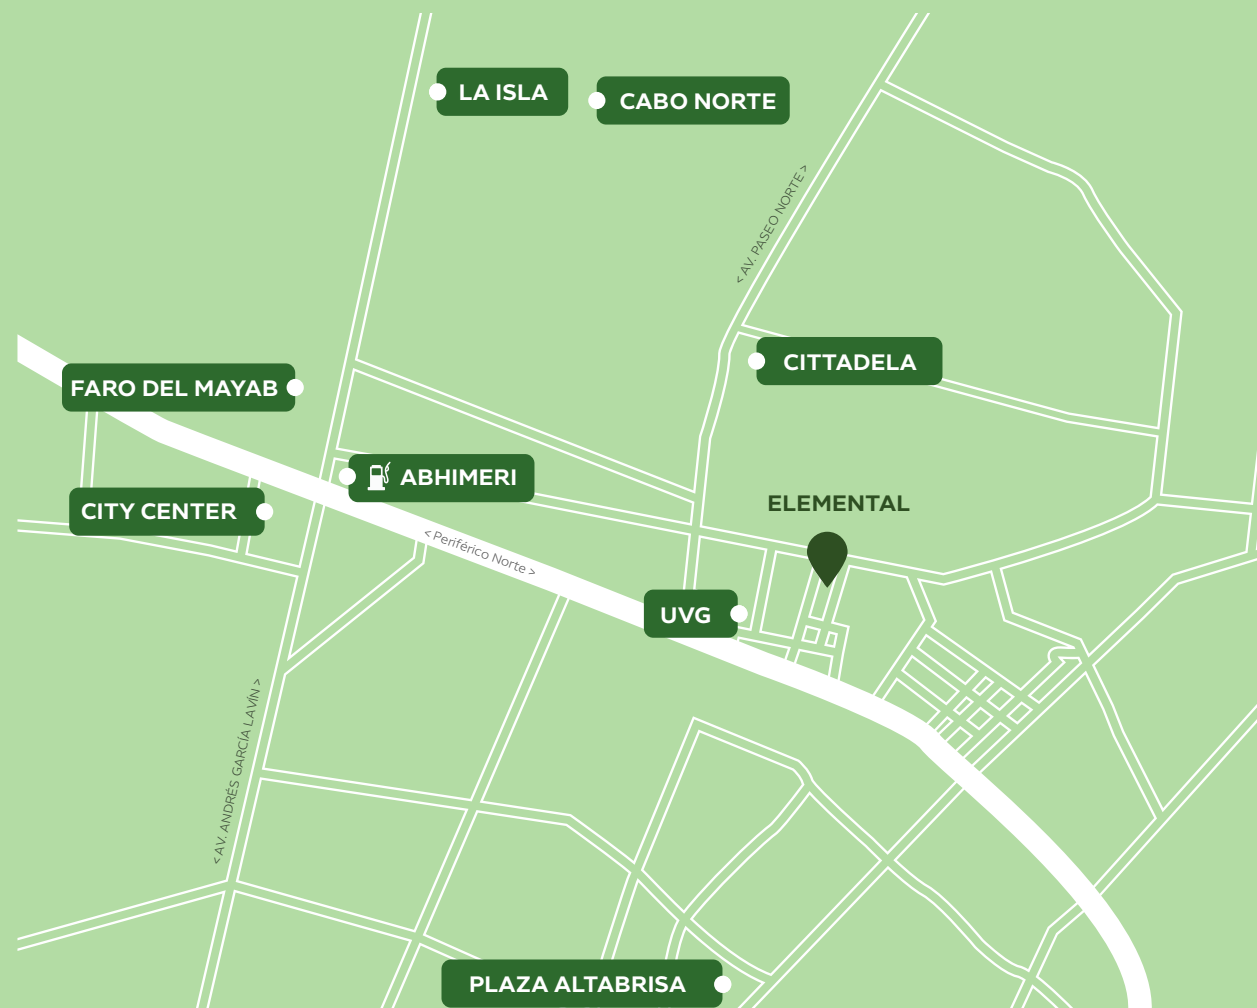 LA ISLA
CABO NORTE
< AV. PASEO NORTE >
CITTADELA
FARO DEL MAYAB
ABHIMERI
CITY CENTER
ELEMENTAL
< Periférico Norte >
UVG
< AV. ANDRÉS GARCÍA LAVÍN >
PLAZA ALTABRISA